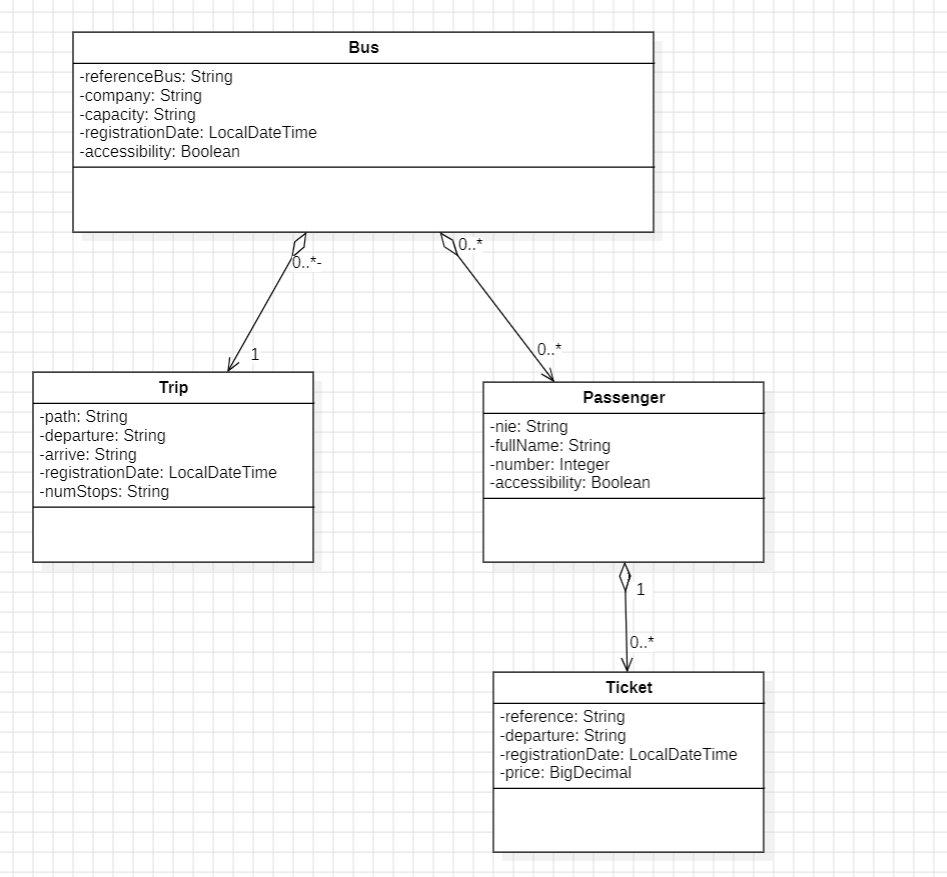 Bus
-referenceBus: String
-company: String
-capacity: String
-registrationDate: LocalDateTime
-accessibility: Boolean
0..*-
0..*
1
0..*
Trip
-path: String
-departure: String
-arrive: String
-registrationDate: LocalDateTime
-numStops: String
Passenger
-nie: String
-fullName: String
-number: Integer
-accessibility: Boolean
1
0..*
Ticket
-reference: String
-departure: String
-registrationDate: LocalDateTime
-price: BigDecimal